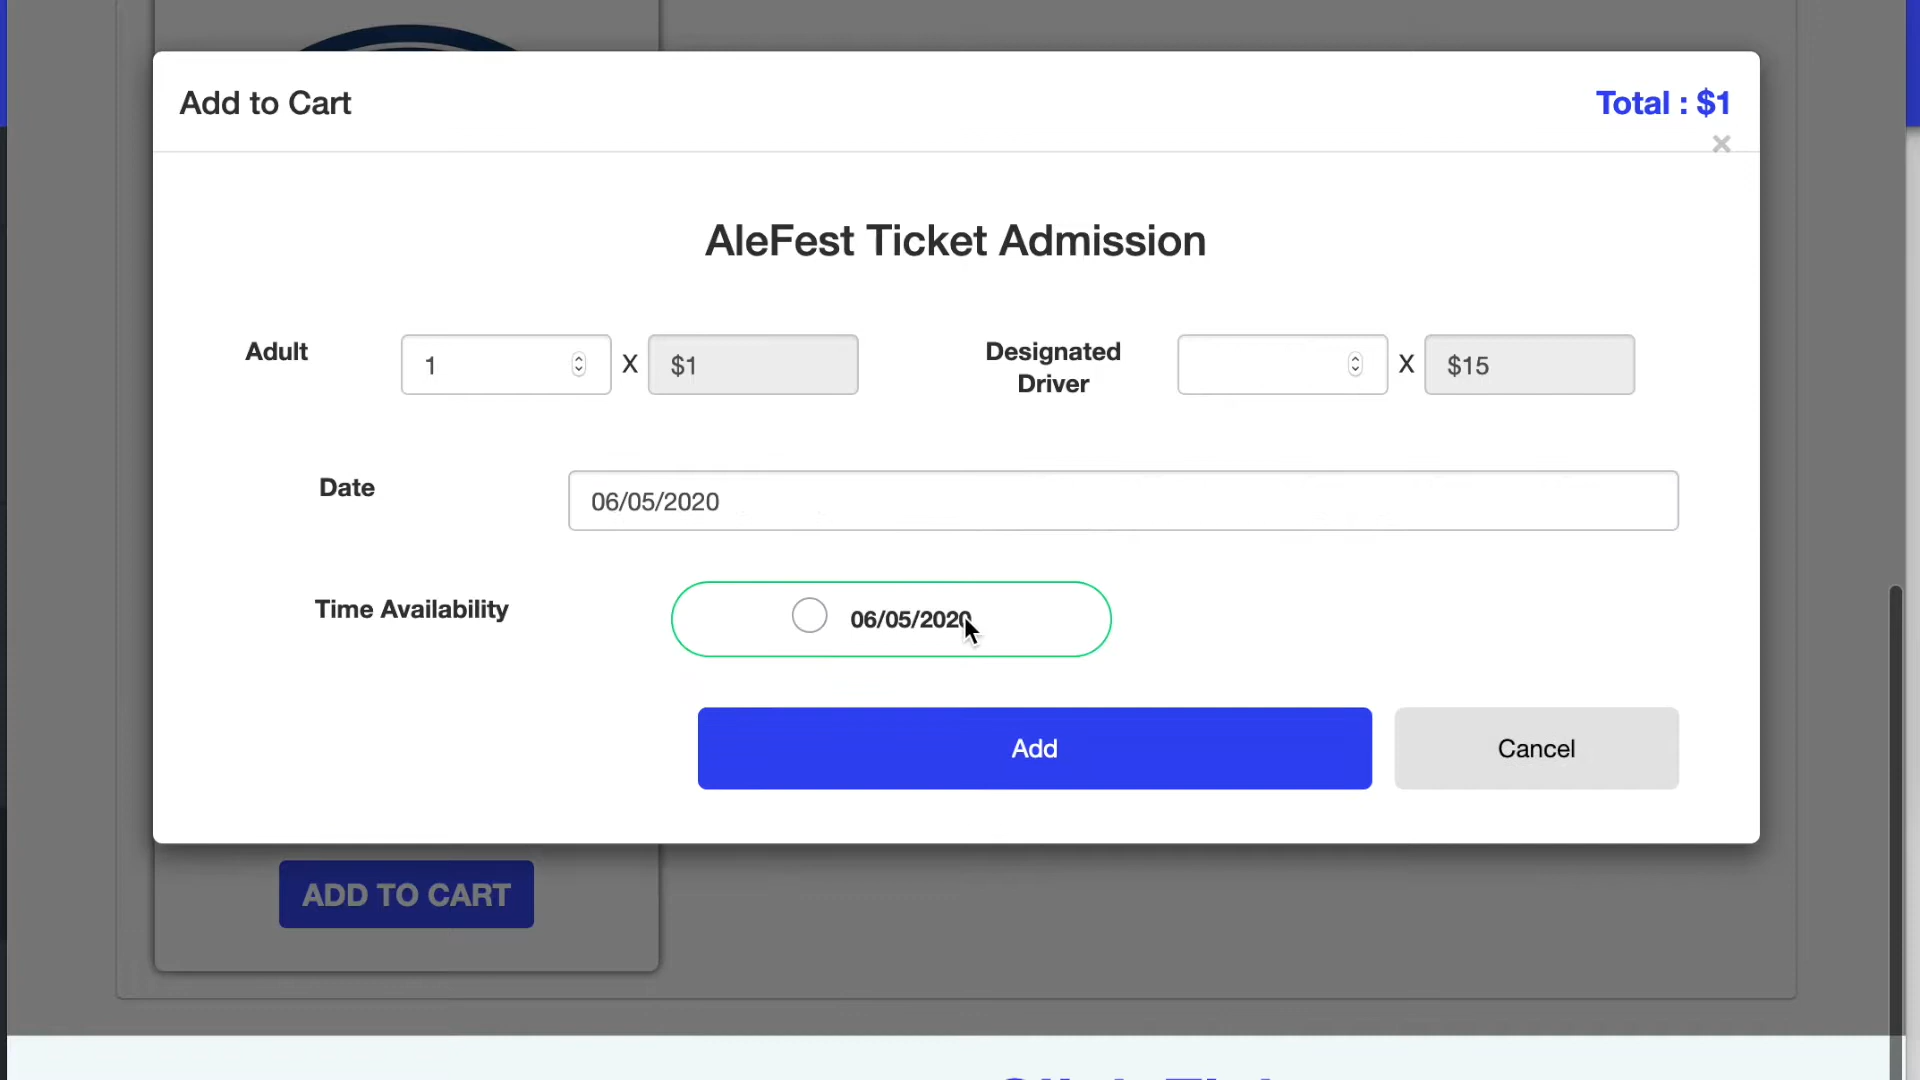 Add to Cart
Total : $1
×
AleFest Ticket Admission
Adult
1
X
$1
Designated
Driver
X
$15
Date
06/05/2020
Time Availability
06/05/2020
Add
Cancel
ADD TO CART